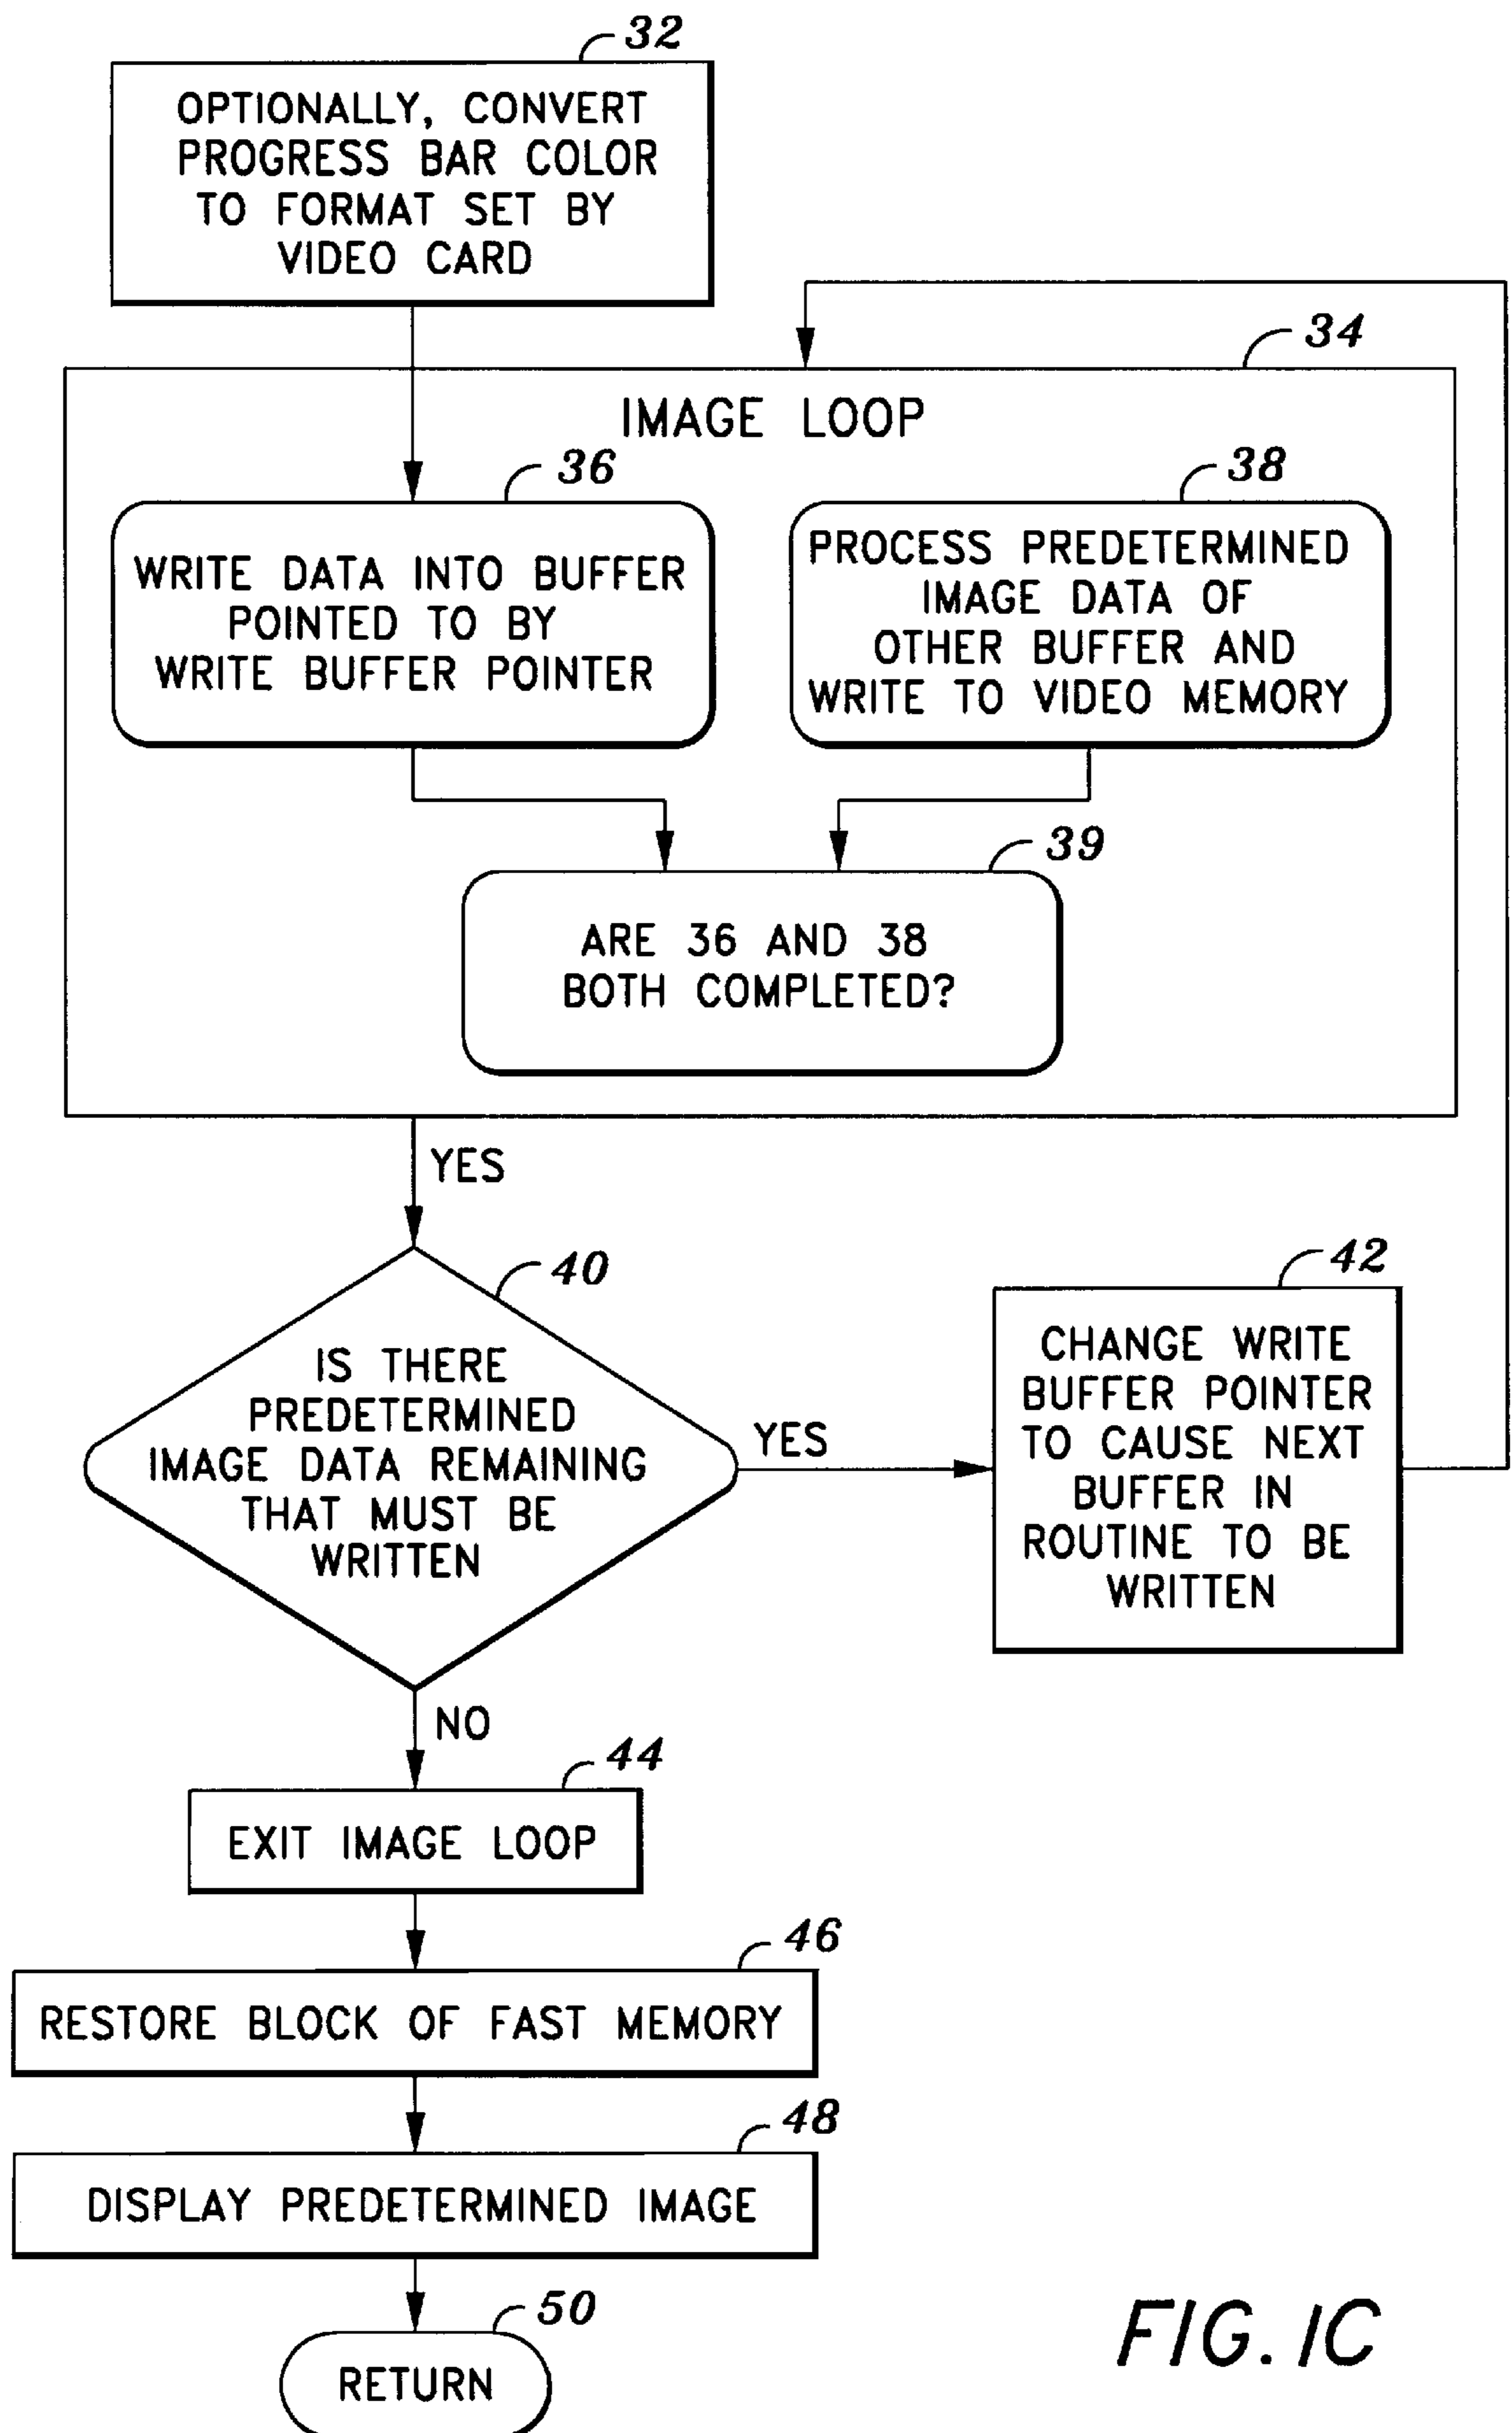 32
OPTIONALLY, CONVERT
PROGRESS BAR COLOR
TO FORMAT SET BY
VIDEO CARD
34
IMAGE LOOP
36
WRITE DATA INTO BUFFER
POINTED TO BY
WRITE BUFFER POINTER
38
PROCESS PREDETERMINED
IMAGE DATA OF
OTHER BUFFER AND
WRITE TO VIDEO MEMORY
39
ARE 36 AND 38
BOTH COMPLETED?
YES
40
IS THERE
PREDETERMINED
IMAGE DATA REMAINING
THAT MUST BE
WRITTEN
YES
42
CHANGE WRITE
BUFFER POINTER
TO CAUSE NEXT
BUFFER IN
ROUTINE TO BE
WRITTEN
NO
44
EXIT IMAGE LOOP
46
RESTORE BLOCK OF FAST MEMORY
48
DISPLAY PREDETERMINED IMAGE
50
RETURN
FIG. 1C